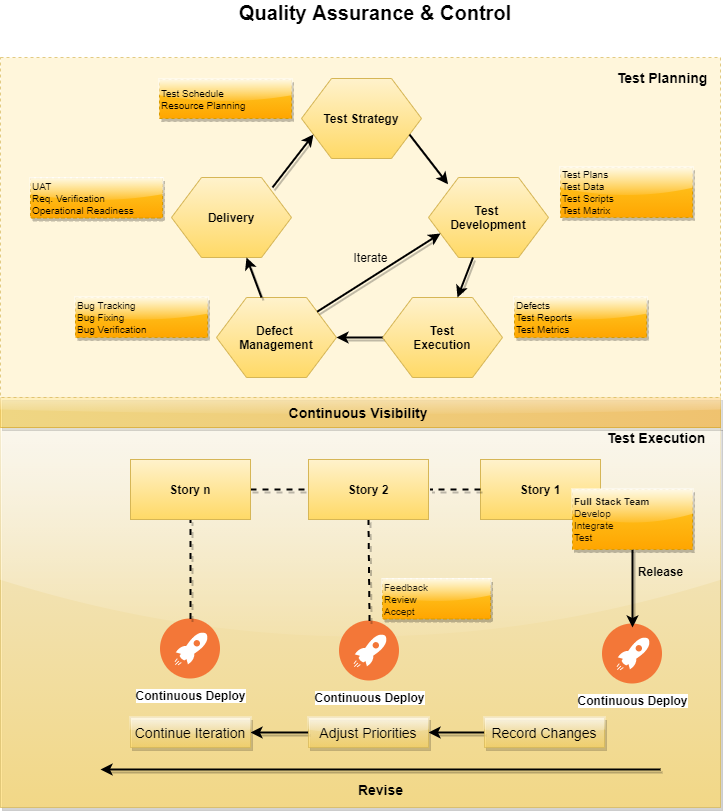 Quality Assurance & Control
Test Planning
Test Schedule
Resource Planning
Test Strategy
UAT
Req. Verification
Operational Readiness
Delivery
Test
Development
Test Plans
Test Data
Test Scripts
Test Matrix
Iterate
Bug Tracking
Bug Fixing
Bug Verification
Defect
Management
Test
Execution
Defects
Test Reports
Test Metrics
Continuous Visibility
Test Execution
Story n
Story 2
Story 1
Full Stack Team
Develop
Integrate
Test
Release
Feedback
Review
Accept
Continuous Deploy
Continuous Deploy
Continuous Deploy
Continue Iteration
Adjust Priorities
Record Changes
Revise